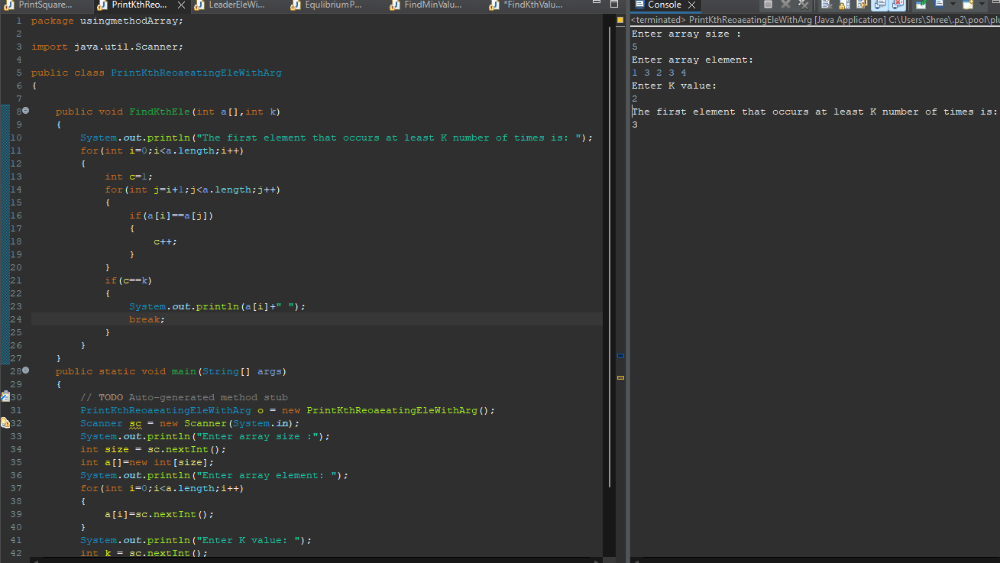 PrintSquare... PrintKthReo... LeaderEleWi... EqulibriumP... FindMinValu... *FindKthValu...
1 package usingmethodArray;
2
3 import java.util.Scanner;
4
5 public class PrintKthReoaeatingEleWithArg
6 {
7
8 public void FindKthEle(int a[],int k)
9 {
10 System.out.println("The first element that occurs at least K number of times is: ");
11 for(int i=0;i<a.length;i++)
12 {
13 int c=1;
14 for(int j=i+1;j<a.length;j++)
15 {
16 if(a[i]==a[j])
17 {
18 c++;
19 }
20 }
21 if(c==k)
22 {
23 System.out.println(a[i]+" ");
24 break;
25 }
26 }
27 }
28 public static void main(String[] args)
29 {
30 // TODO Auto-generated method stub
31 PrintKthReoaeatingEleWithArg o = new PrintKthReoaeatingEleWithArg();
32 Scanner sc = new Scanner(System.in);
33 System.out.println("Enter array size :");
34 int size = sc.nextInt();
35 int a[]=new int[size];
36 System.out.println("Enter array element: ");
37 for(int i=0;i<a.length;i++)
38 {
39 a[i]=sc.nextInt();
40 }
41 System.out.println("Enter K value: ");
42 int k = sc.nextInt();
Console
<terminated> PrintKthReoaeatingEleWithArg [Java Application] C:\Users\Shree\.p2\pool\plu
Enter array size :
5
Enter array element:
1 3 2 3 4
Enter K value:
2
The first element that occurs at least K number of times is:
3